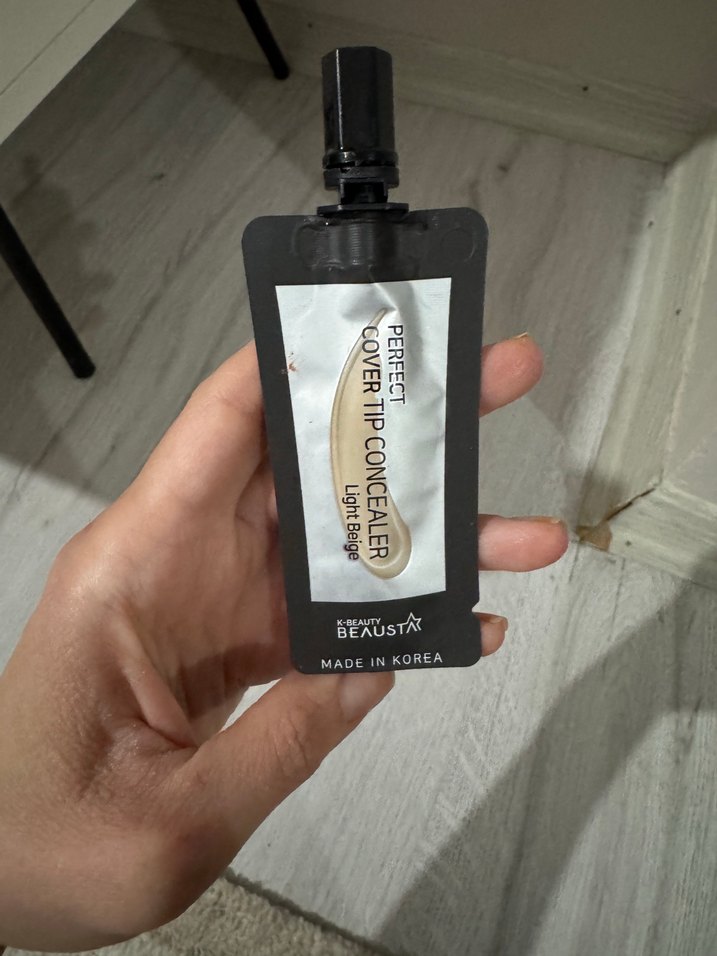 PERFECT
COVER TIP CONCEALER
Light Beige
K-BEAUTY
BEAUSTA
MADE IN KOREA